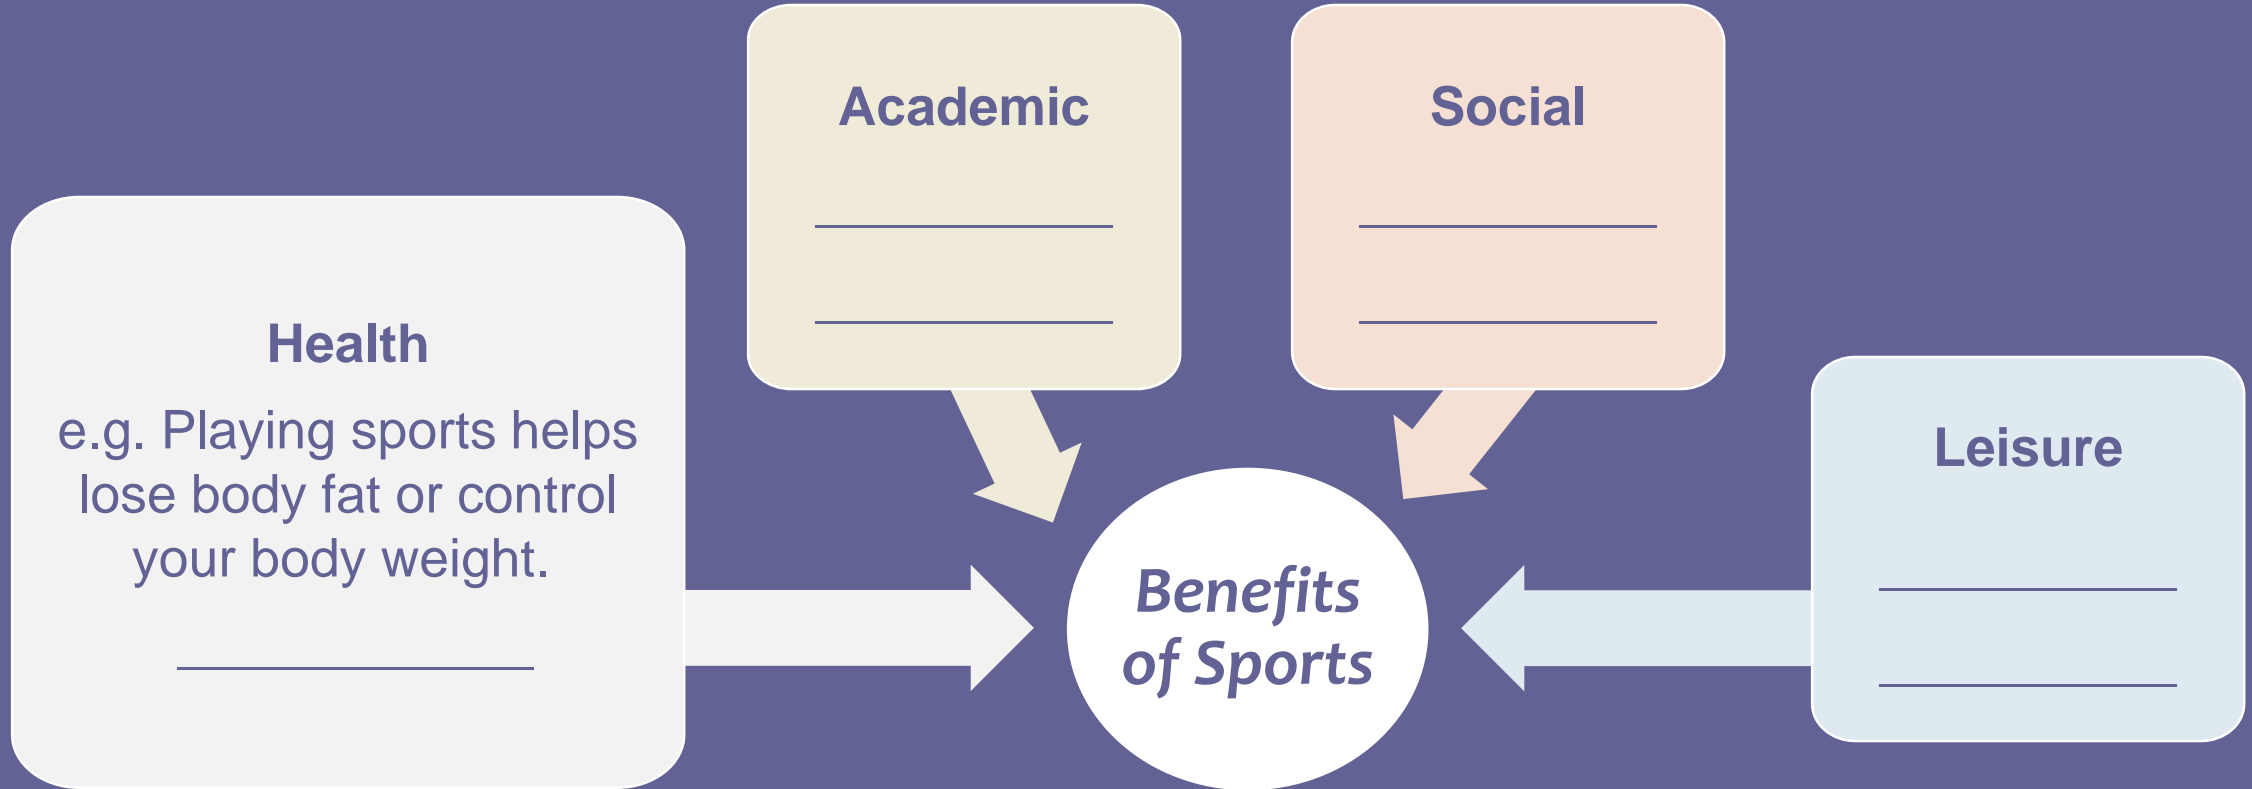 Academic
Social
Health
e.g. Playing sports helps
lose body fat or control
your body weight.
Leisure
Benefits
of Sports